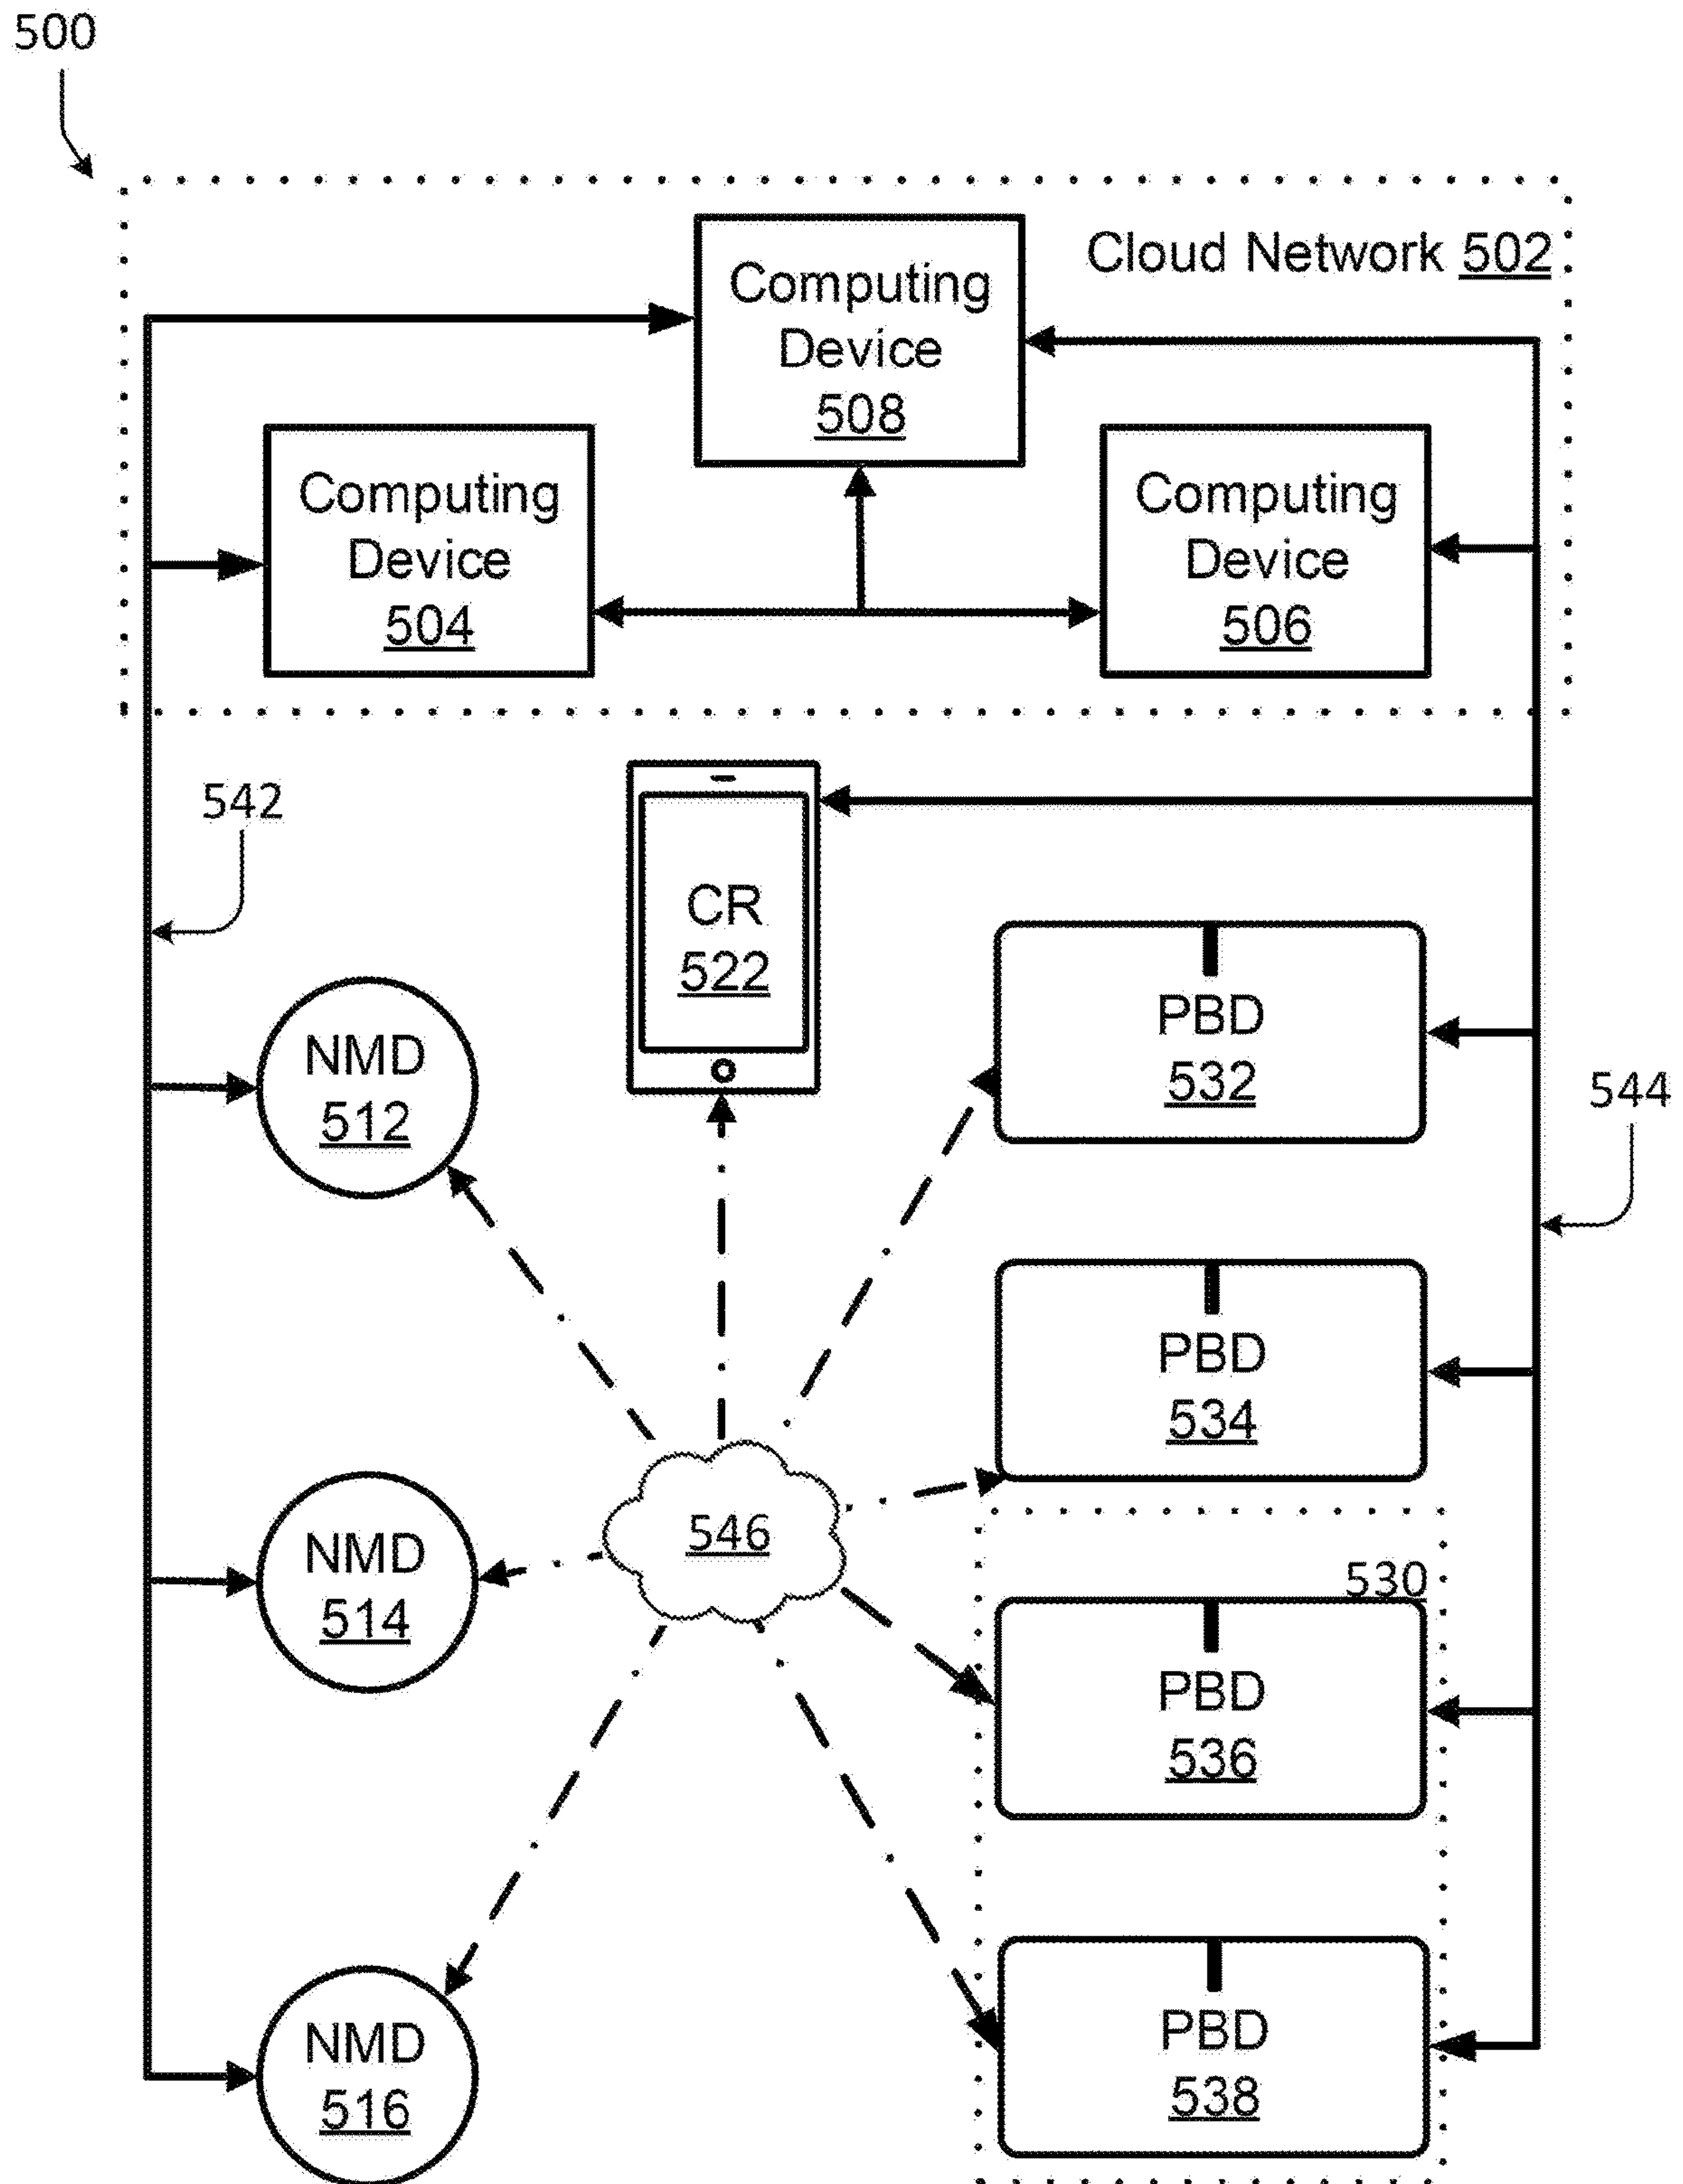 500
Cloud Network 502
Computing
Device
508
Computing
Device
504
Computing
Device
506
542
CR
522
NMD
512
PBD
532
544
PBD
534
546
NMD
514
530
PBD
536
NMD
516
PBD
538